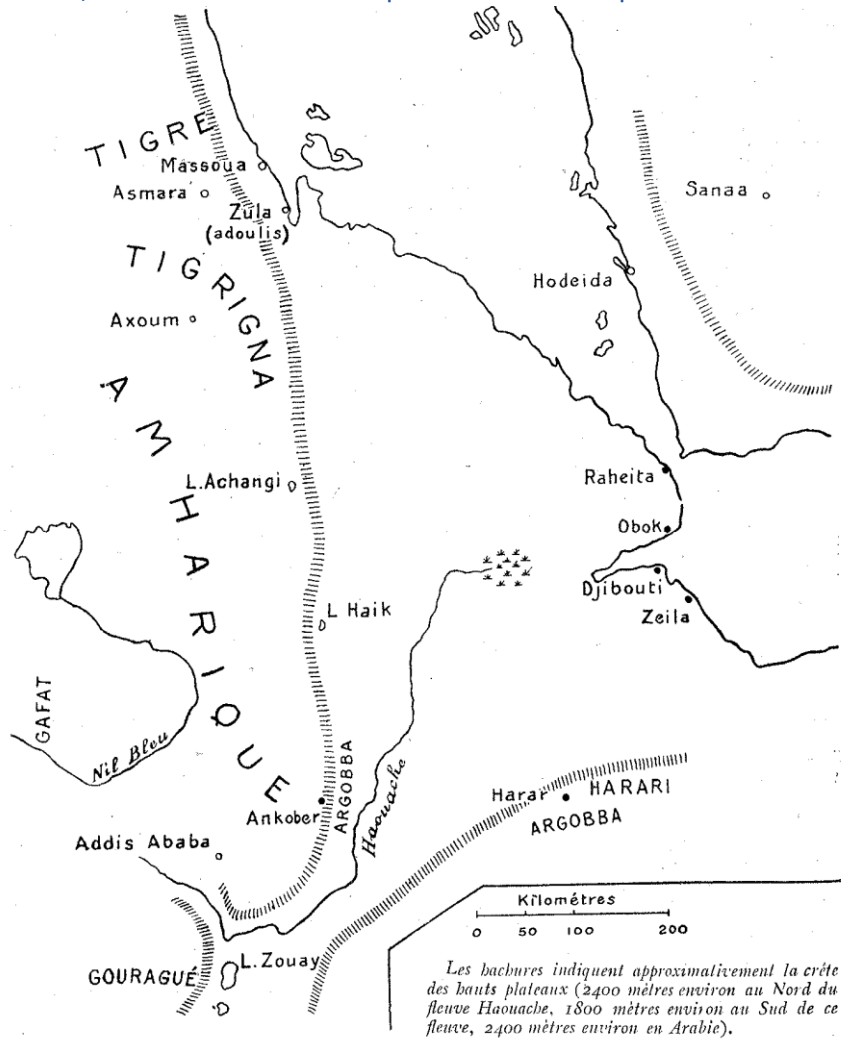 TIGRE
Massoua
Asmara
Zula
(adoulis)
Sanaa
TIGRIGNA
Hodeida
Axoum
AMHARIQUE
L.Achangi
Raheita
Obok
Djibouti
Zeila
L Haik
GAFAT
Nil Bleu
ARGOBBA
Haouache
Ankober
Harar
HARARI
ARGOBBA
Addis Ababa
Kilométres
0 50 100 200
GOURAGUÉ
L.Zouay
Les hachures indiquent approximativement la crête
des hauts plateaux (2400 mètres environ au Nord du
fleuve Haouache, 1800 mètres environ au Sud de ce
fleuve, 2400 mètres environ en Arabie).